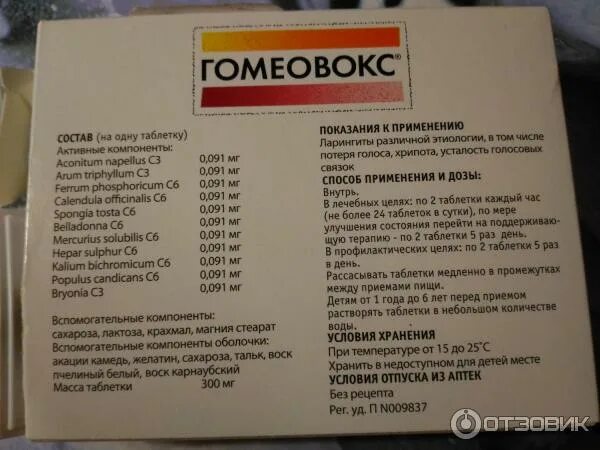 ГОМЕОВОКС®
СОСТАВ (на одну таблетку)
Активные компоненты:
Aconitum napellus C3 0,091 мг
Arum triphyllum C3 0,091 мг
Ferrum phosphoricum C6 0,091 мг
Calendula officinalis C6 0,091 мг
Spongia tosta C6 0,091 мг
Belladonna C6 0,091 мг
Mercurius solubilis C6 0,091 мг
Hepar sulphur C6 0,091 мг
Kalium bichromicum C6 0,091 мг
Populus candicans C6 0,091 мг
Bryonia C3 0,091 мг
Вспомогательные компоненты:
сахароза, лактоза, крахмал, магния стеарат
Вспомогательные компоненты оболочки:
акации камедь, желатин, сахароза, тальк, воск
пчелиный белый, воск карнаубский
Масса таблетки 300 мг
ПОКАЗАНИЯ К ПРИМЕНЕНИЮ
Ларингиты различной этиологии, в том числе
потеря голоса, хрипота, усталость голосовых
связок
СПОСОБ ПРИМЕНЕНИЯ И ДОЗЫ:
Внутрь.
В лечебных целях: по 2 таблетки каждый час
(не более 24 таблеток в сутки), по мере
улучшения состояния перейти на поддерживаю-
щую терапию - по 2 таблетки 5 раз день.
В профилактических целях: по 2 таблетки 5 раз
в день.
Рассасывать таблетки медленно в промежутках
между приемами пищи.
Детям от 1 года до 6 лет перед приемом
растворять таблетки в небольшом количестве
воды.
УСЛОВИЯ ХРАНЕНИЯ
При температуре от 15 до 25˚С
Хранить в недоступном для детей месте
УСЛОВИЯ ОТПУСКА ИЗ АПТЕК
Без рецепта
Рег. уд. П N009837
ОТЗОВИК